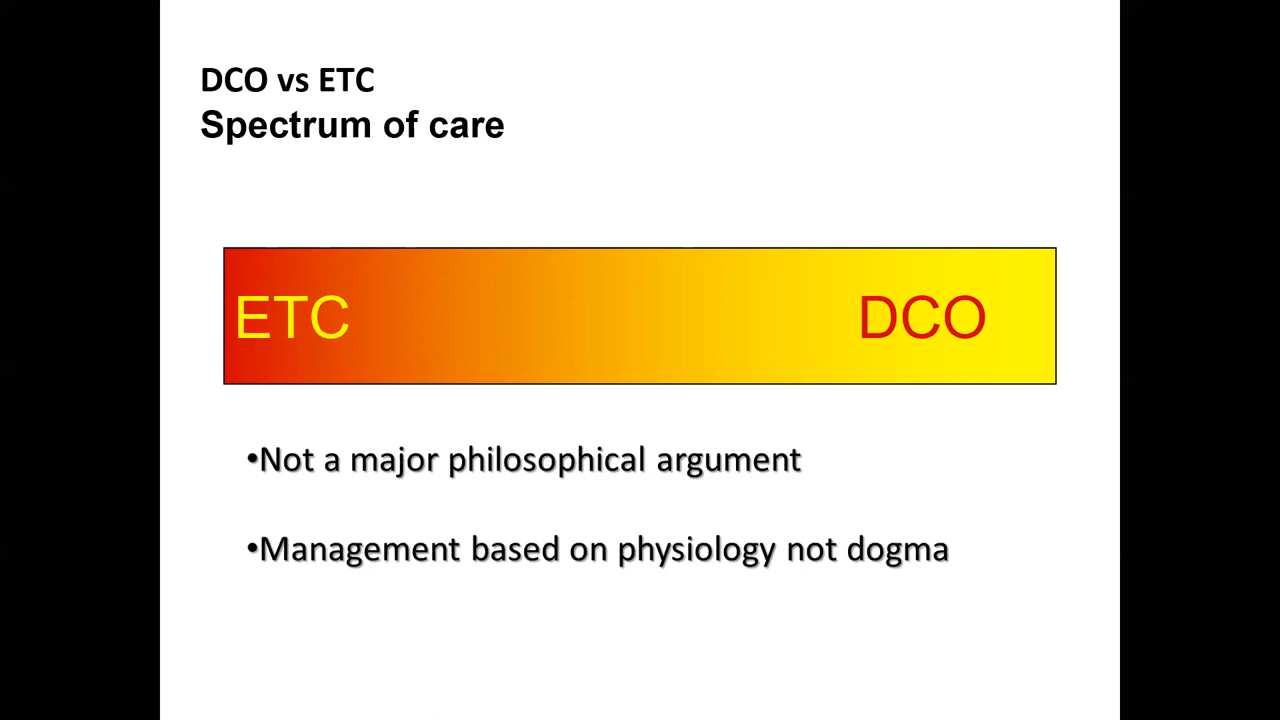 DCO vs ETC
Spectrum of care
ETC DCO
•Not a major philosophical argument
•Management based on physiology not dogma